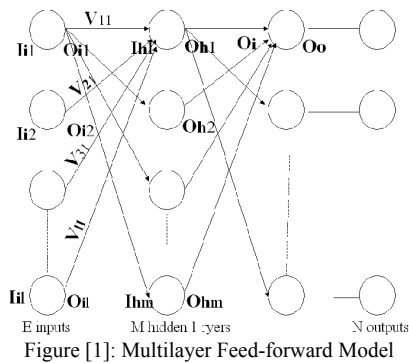 V11
Ii1 Oi1 Ih1 Oh1 Oi Oo
V21
Ii2 Oi2 Oh2
V31
Vl1
Iil Oil Ihm Ohm
E inputs M hidden N outputs
Figure [1]: Multilayer Feed-forward Model